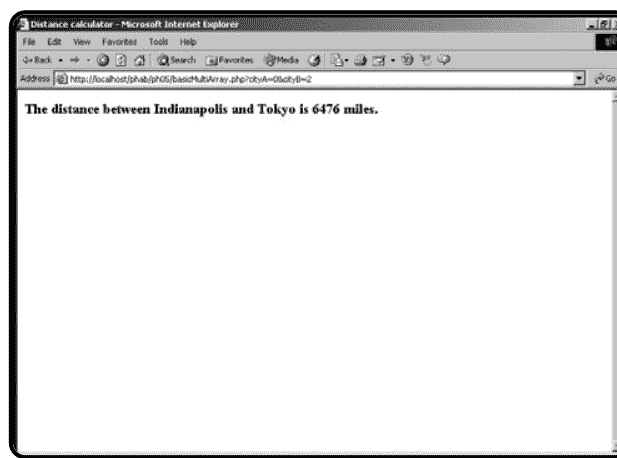 Distance calculator - Microsoft Internet Explorer
File Edit View Favorites Tools Help
Back Search Favorites Media
Address http://localhost/phab/ph05/basicMultiArray.php?cityA=0&cityB=2 Go
The distance between Indianapolis and Tokyo is 6476 miles.